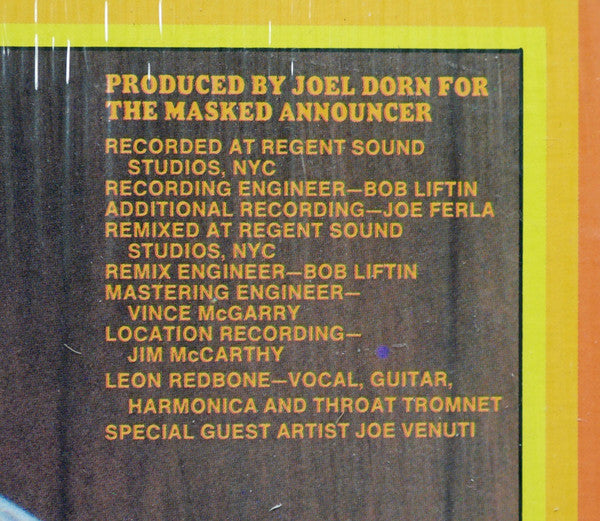 PRODUCED BY JOEL DORN FOR
THE MASKED ANNOUNCER
RECORDED AT REGENT SOUND
STUDIOS, NYC
RECORDING ENGINEER—BOB LIFTIN
ADDITIONAL RECORDING—JOE FERLA
REMIXED AT REGENT SOUND
STUDIOS, NYC
REMIX ENGINEER—BOB LIFTIN
MASTERING ENGINEER—
VINCE McGARRY
LOCATION RECORDING—
JIM McCARTHY
LEON REDBONE—VOCAL, GUITAR,
HARMONICA AND THROAT TROMNET
SPECIAL GUEST ARTIST JOE VENUTI